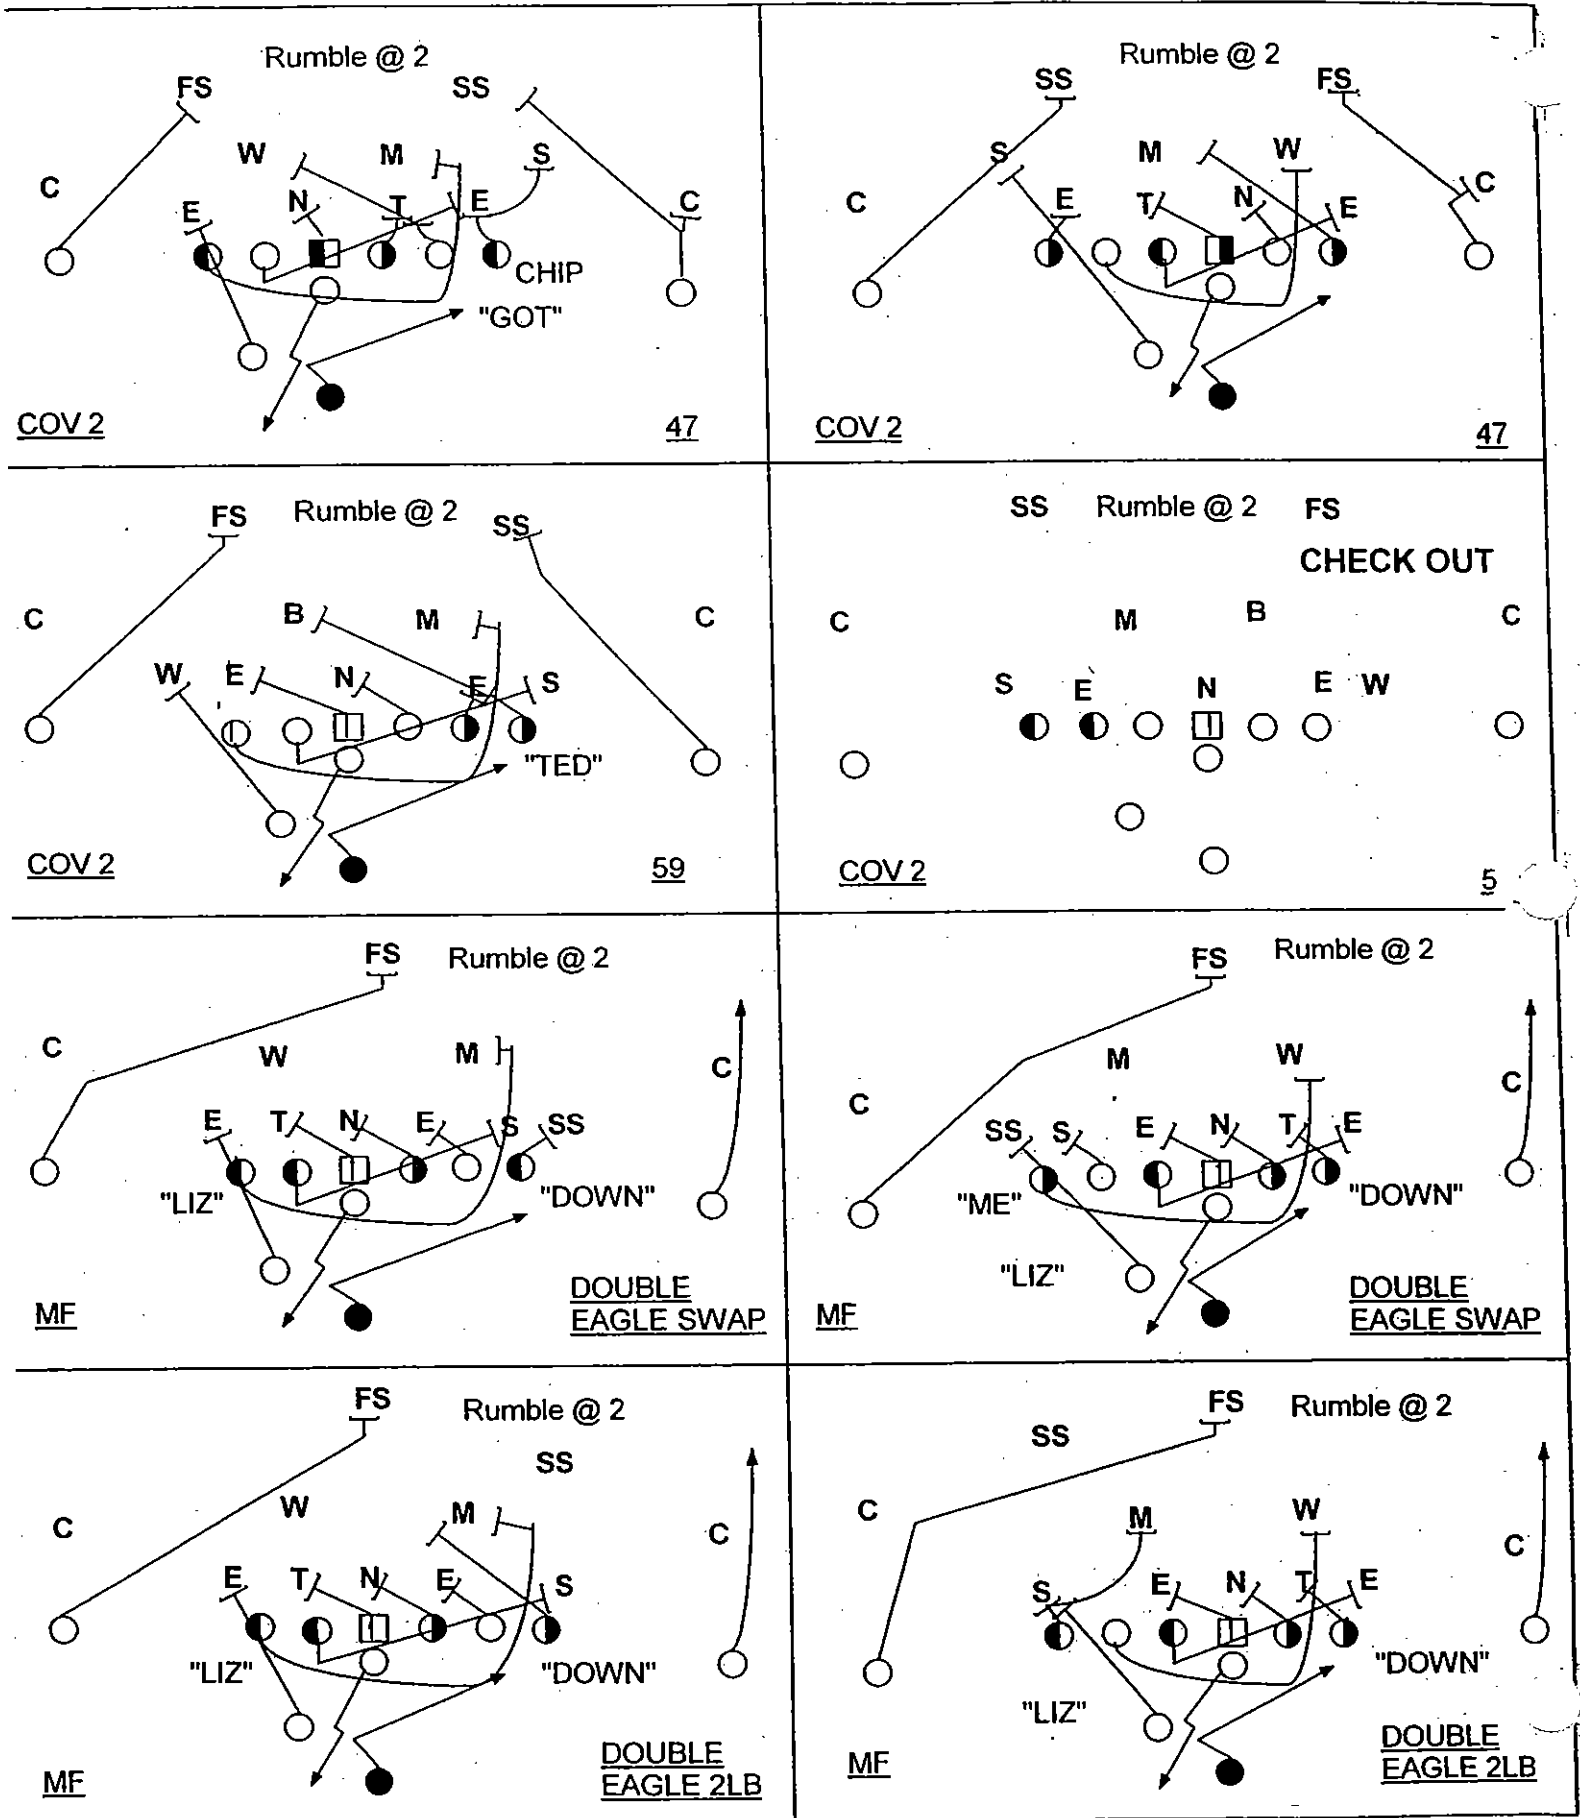 Rumble @ 2
FS SS
W M S
C
N T E C
E
CHIP
"GOT"
COV 2 47
Rumble @ 2
SS FS
S M W
C C
E T N E
COV 2 47
Rumble @ 2
FS SS
C B M C
W E N E S
"TED"
COV 2 59
SS Rumble @ 2 FS
CHECK OUT
C M B C
S E N E W
COV 2 5
FS Rumble @ 2
C W M C
E T N E S SS
"LIZ" "DOWN"
DOUBLE
MF EAGLE SWAP
FS Rumble @ 2
C M W C
SS S E N T E
"ME" "DOWN"
"LIZ"
DOUBLE
MF EAGLE SWAP
FS Rumble @ 2
SS
C W M C
E T N E S
"LIZ" "DOWN"
DOUBLE
MF EAGLE 2LB
FS Rumble @ 2
SS
C M W C
S E N T E
"DOWN"
"LIZ"
DOUBLE
MF EAGLE 2LB